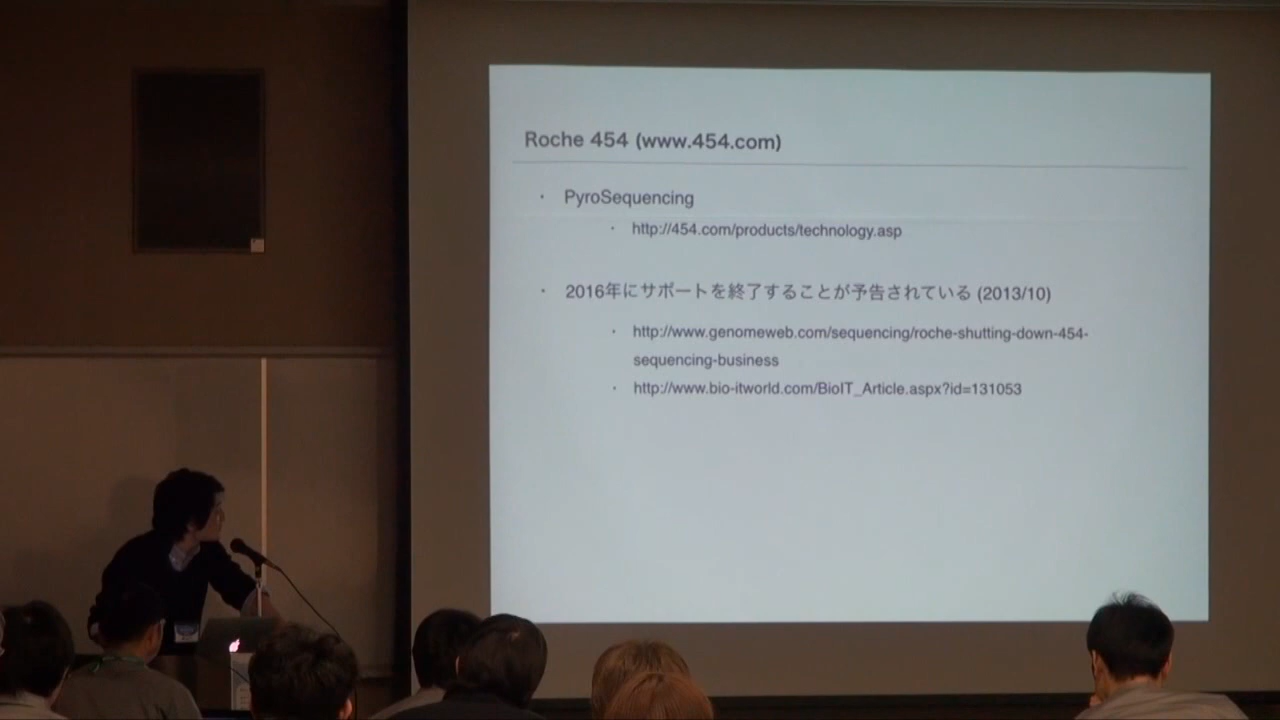 Roche 454 (www.454.com)
・ PyroSequencing
・ http://454.com/products/technology.asp
・ 2016年にサポートを終了することが予告されている (2013/10)
・ http://www.genomeweb.com/sequencing/roche-shutting-down-454-
sequencing-business
・ http://www.bio-itworld.com/BioIT_Article.aspx?id=131053